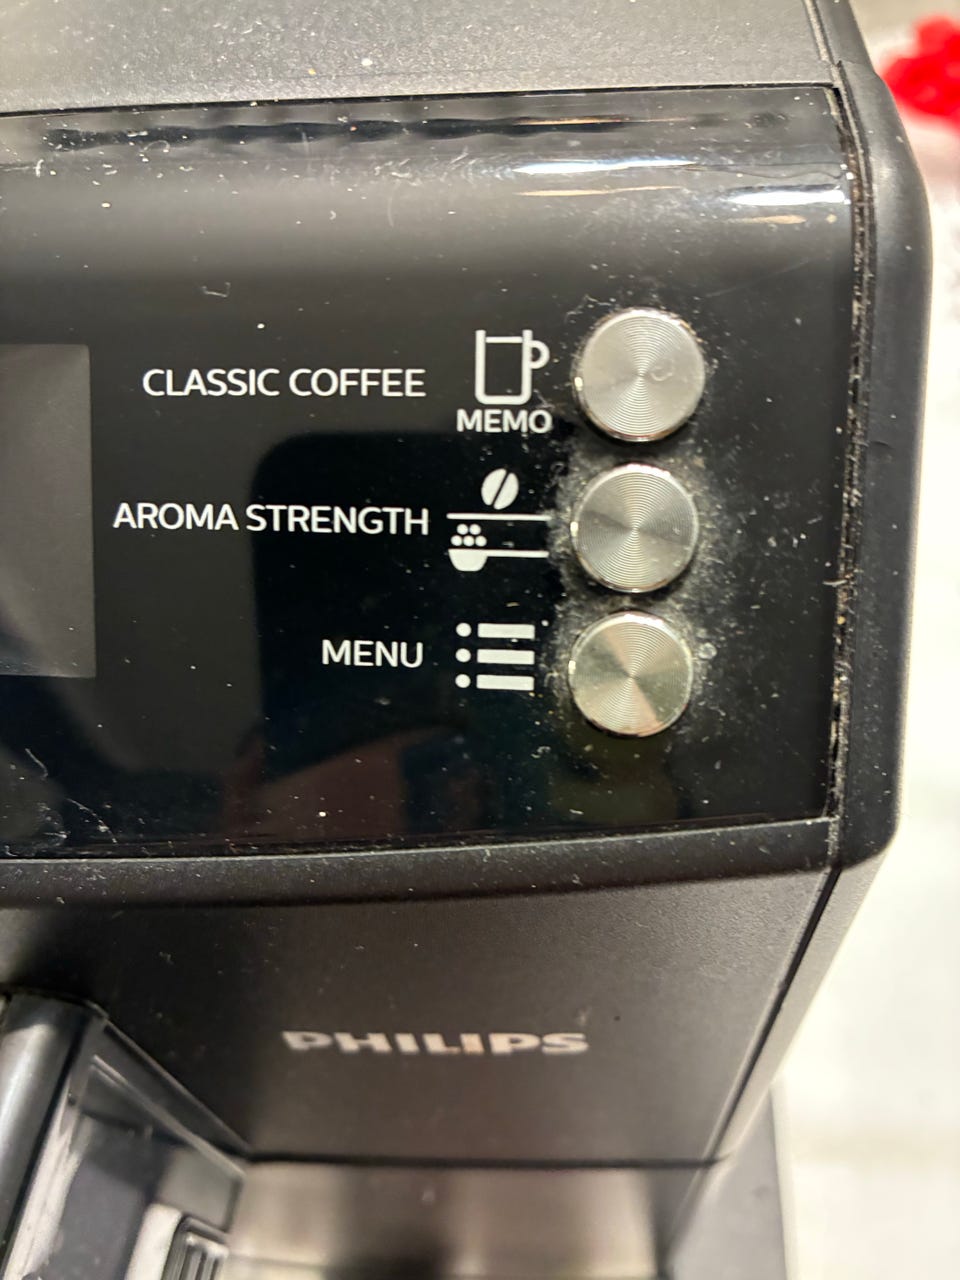 CLASSIC COFFEE
MEMO
AROMA STRENGTH
MENU
PHILIPS